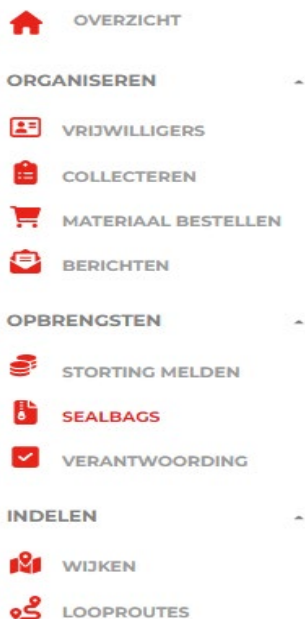 OVERZICHT
ORGANISEREN
VRIJWILLIGERS
COLLECTEREN
MATERIAAL BESTELLEN
BERICHTEN
OPBRENGSTEN
STORTING MELDEN
SEALBAGS
VERANTWOORDING
INDELEN
WIJKEN
LOOPROUTES